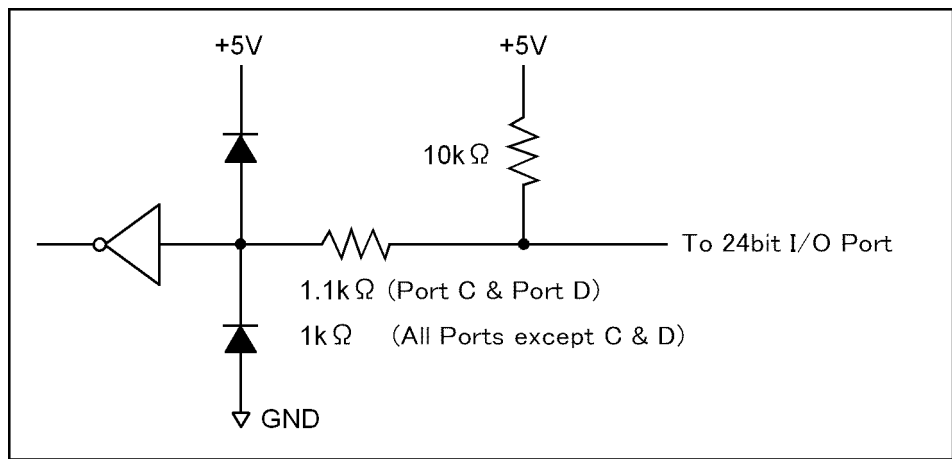 +5V
+5V
10kΩ
To 24bit I/O Port
1.1kΩ (Port C & Port D)
1kΩ (All Ports except C & D)
GND